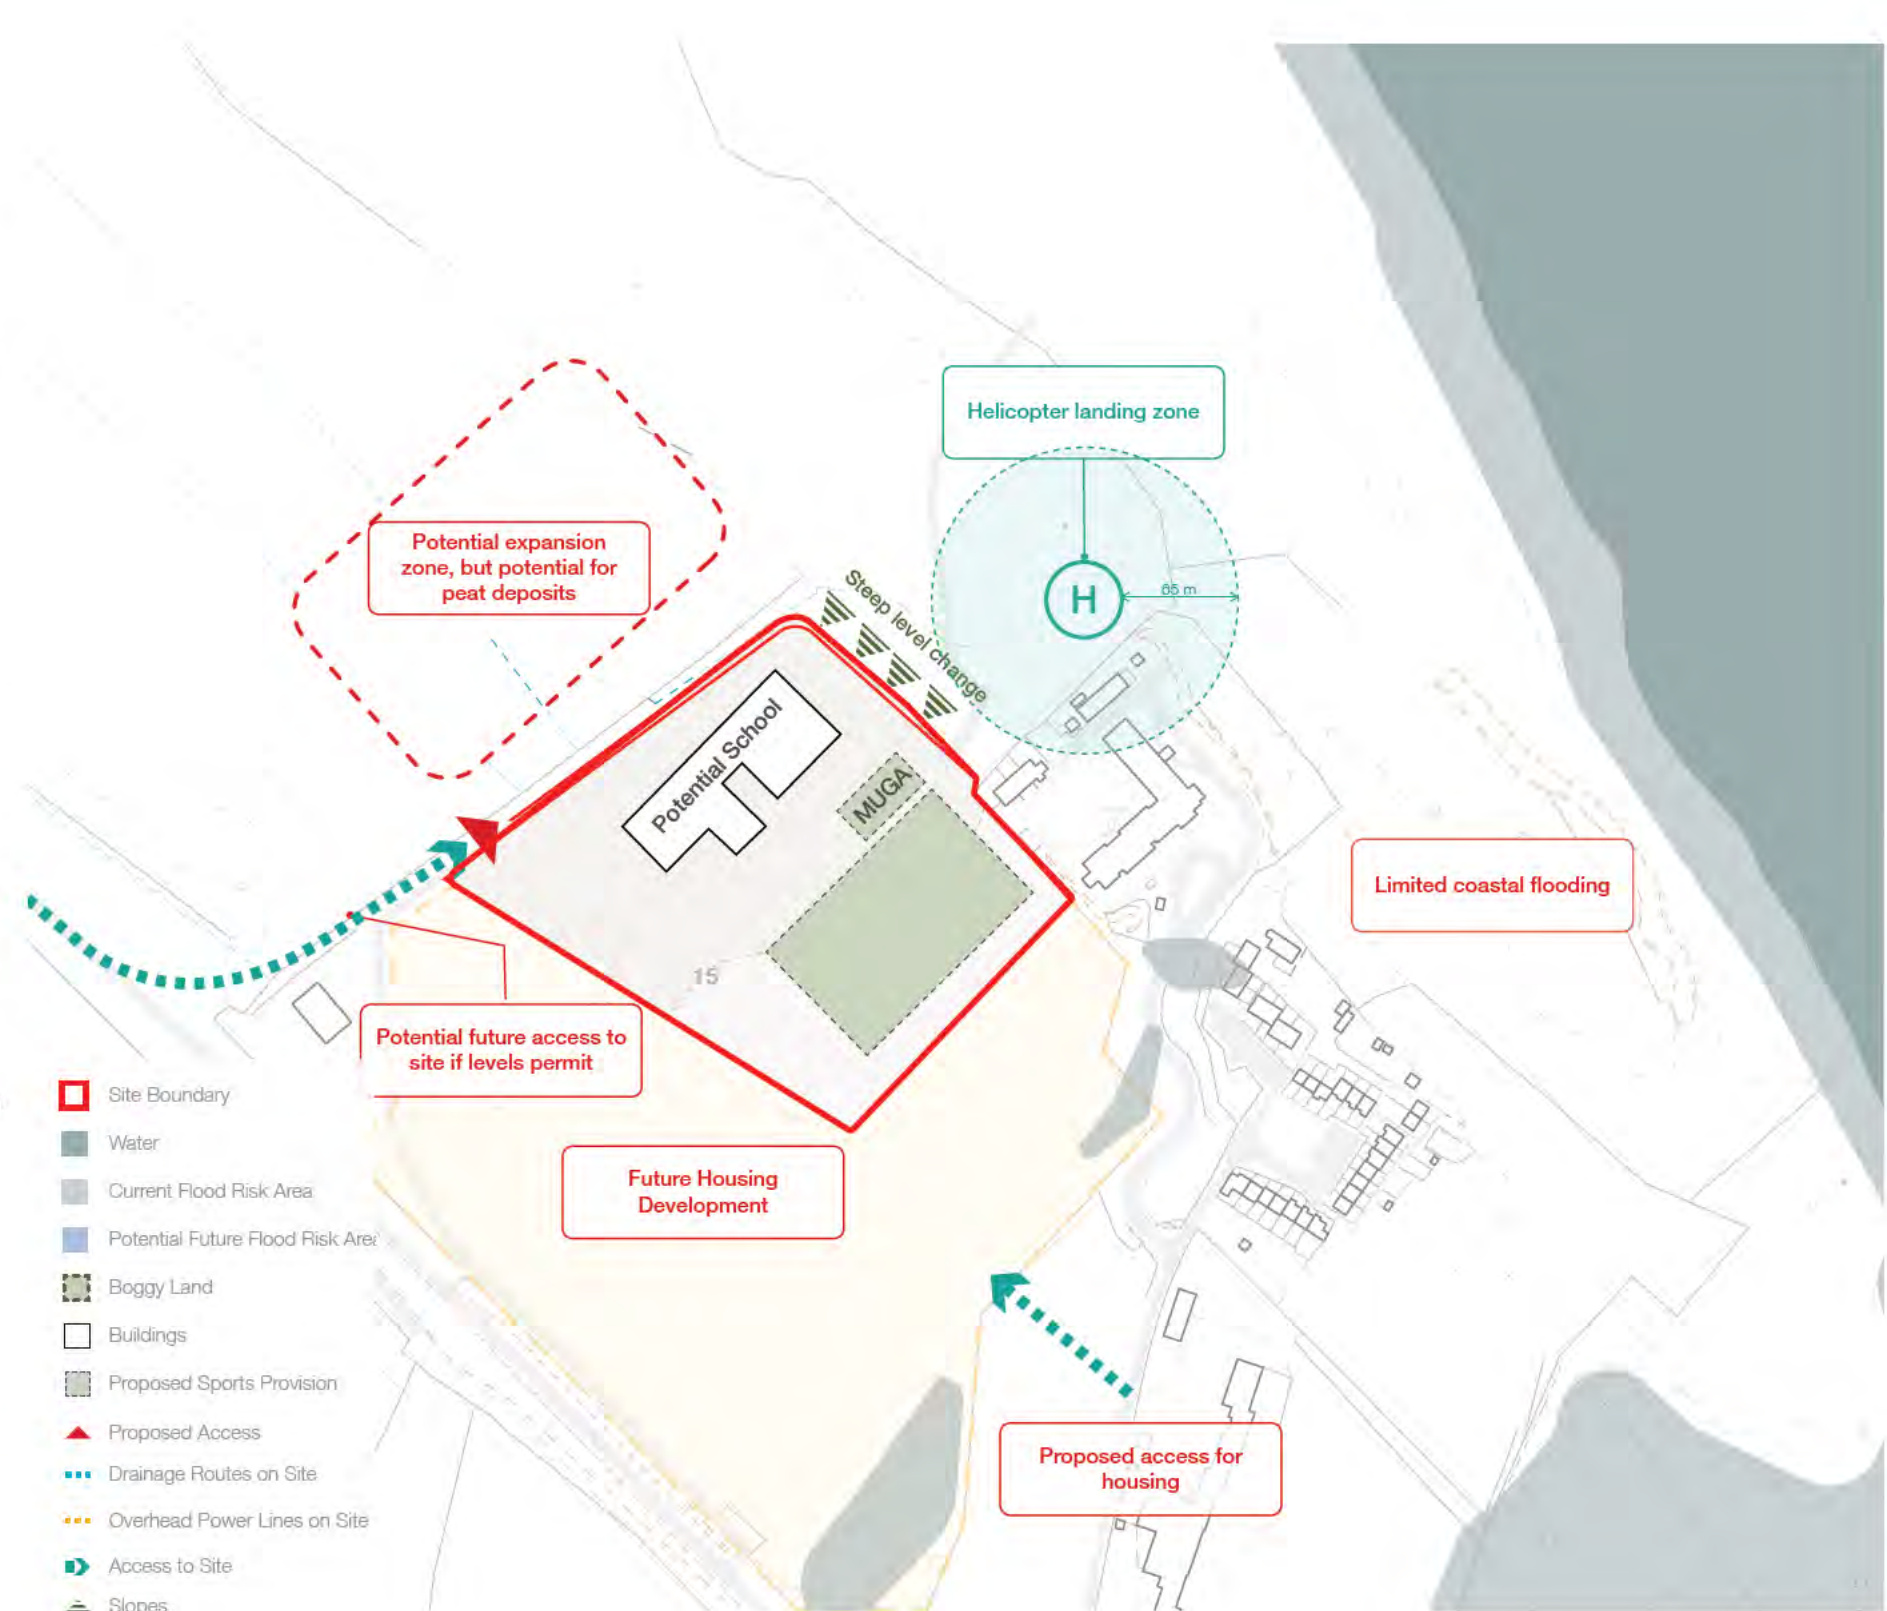 Helicopter landing zone
H
65 m
Potential expansion
zone, but potential for
peat deposits
Steep level change
Potential School
MUGA
Limited coastal flooding
15
Potential future access to
site if levels permit
Future Housing
Development
Proposed access for
housing
Site Boundary
Water
Current Flood Risk Area
Potential Future Flood Risk Area
Boggy Land
Buildings
Proposed Sports Provision
Proposed Access
Drainage Routes on Site
Overhead Power Lines on Site
Access to Site
Slopes